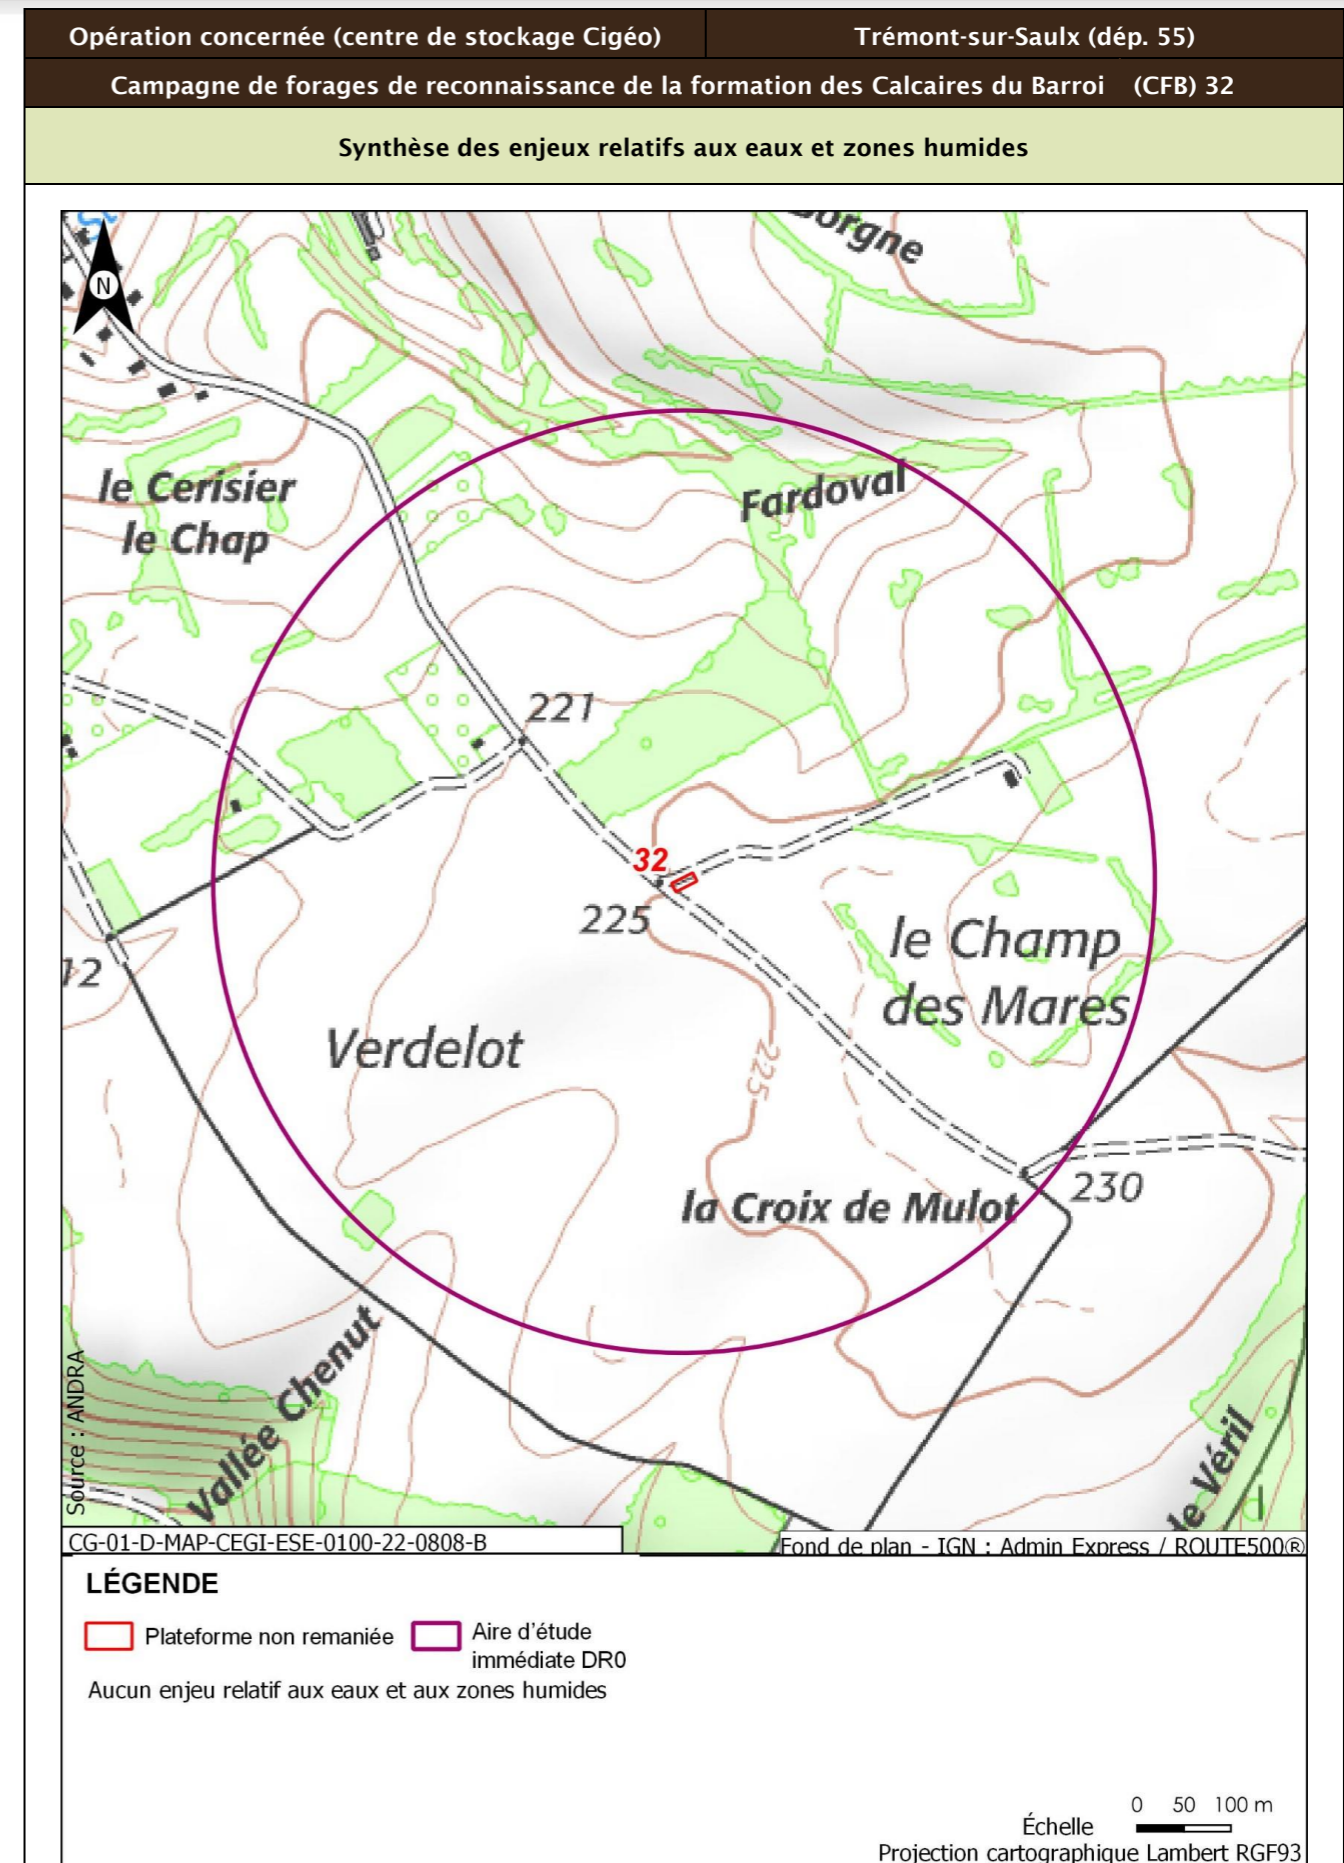 Opération concernée (centre de stockage Cigéo)
Trémont-sur-Saulx (dép. 55)
Campagne de forages de reconnaissance de la formation des Calcaires du Barroi (CFB) 32
Synthèse des enjeux relatifs aux eaux et zones humides
N
le Cerisier
le Chap
Fardoval
221
32
225
le Champ
des Mares
12
Verdelot
225
la Croix de Mulot
230
Vallée Chenut
de Véril
Source : ANDRA
CG-01-D-MAP-CEGI-ESE-0100-22-0808-B
Fond de plan - IGN : Admin Express / ROUTE500®
LÉGENDE
Plateforme non remaniée
Aire d'étude
immédiate DR0
Aucun enjeu relatif aux eaux et aux zones humides
0 50 100 m
Échelle
Projection cartographique Lambert RGF93